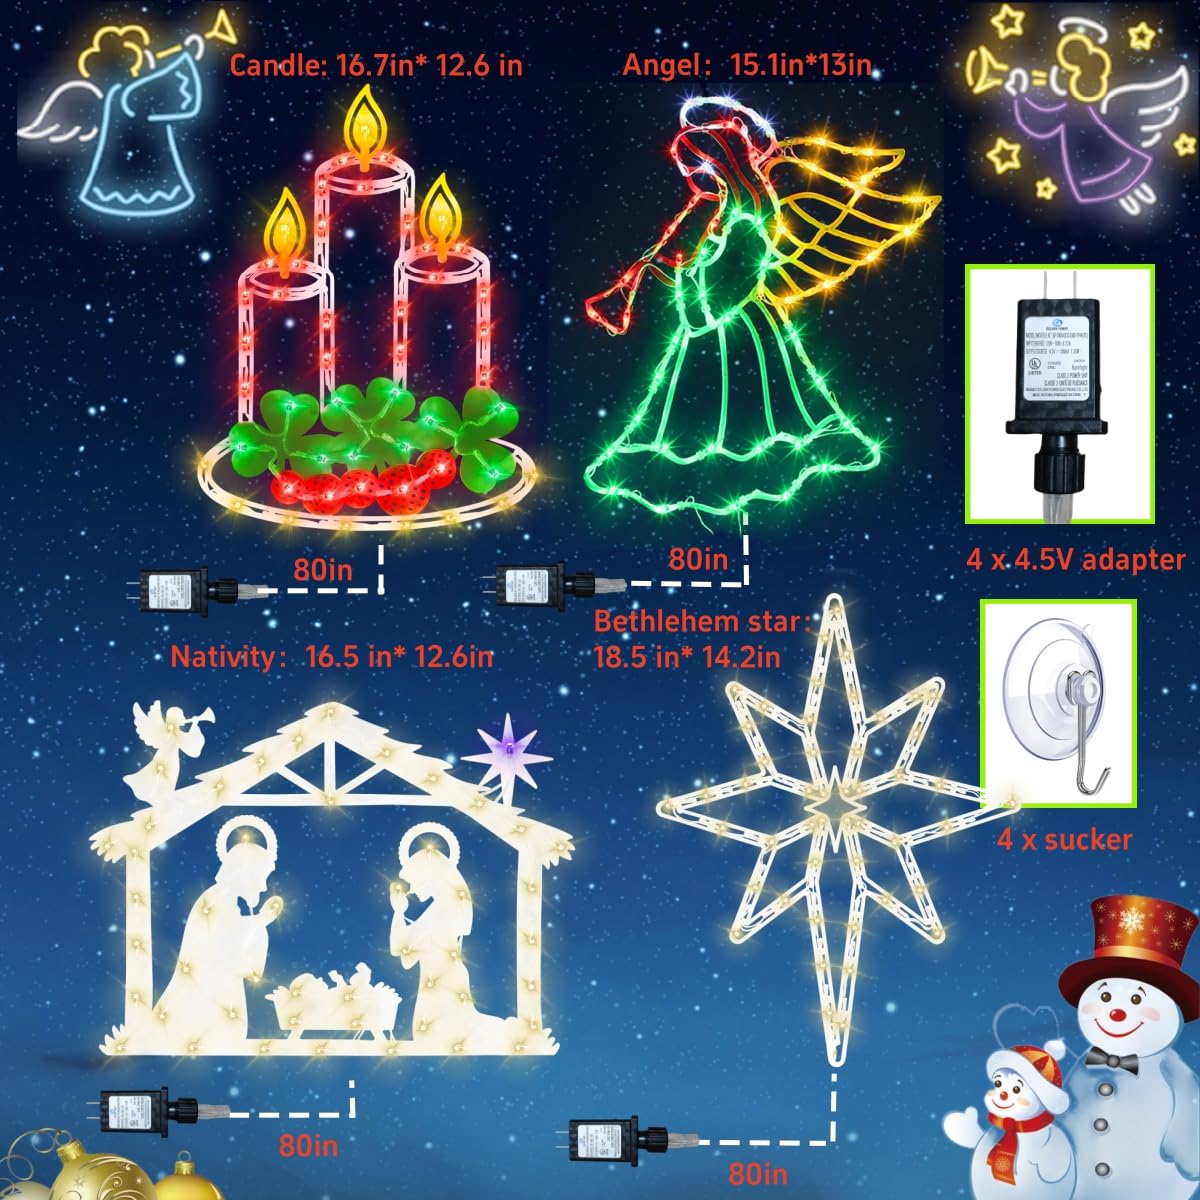 Candle: 16.7in* 12.6 in
Angel: 15.1in*13in
80in
80in
4 x 4.5V adapter
Bethlehem star:
18.5 in* 14.2in
Nativity: 16.5 in* 12.6in
4 x sucker
80in
80in